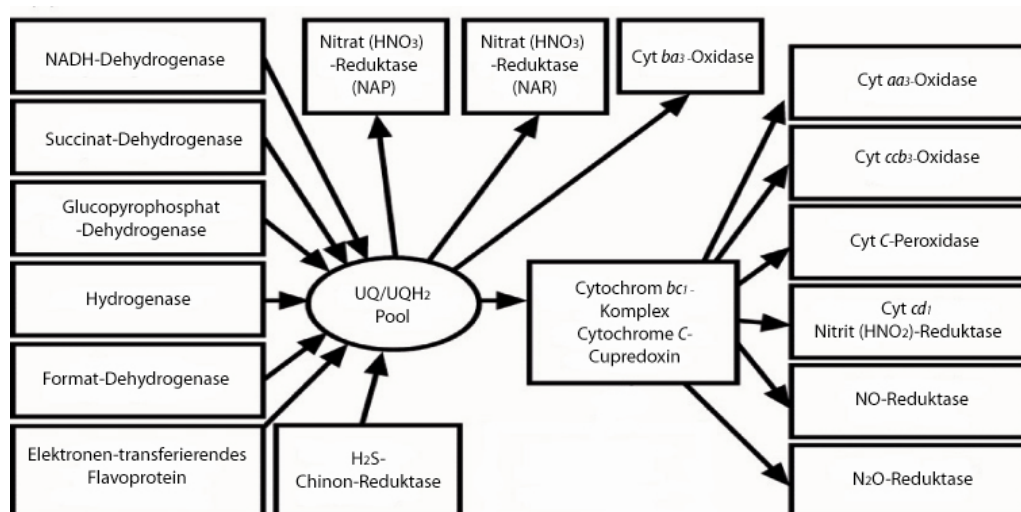 NADH-Dehydrogenase
Succinat-Dehydrogenase
Glucopyrophosphat
-Dehydrogenase
Hydrogenase
Format-Dehydrogenase
Elektronen-transferierendes
Flavoprotein
Nitrat (HNO₃)
-Reduktase
(NAP)
Nitrat (HNO₃)
-Reduktase
(NAR)
Cyt ba₃-Oxidase
UQ/UQH₂
Pool
H₂S-
Chinon-Reduktase
Cytochrom bc₁-
Komplex
Cytochrome C-
Cupredoxin
Cyt aa₃-Oxidase
Cyt ccb₃-Oxidase
Cyt C-Peroxidase
Cyt cd₁
Nitrit (HNO₂)-Reduktase
NO-Reduktase
N₂O-Reduktase